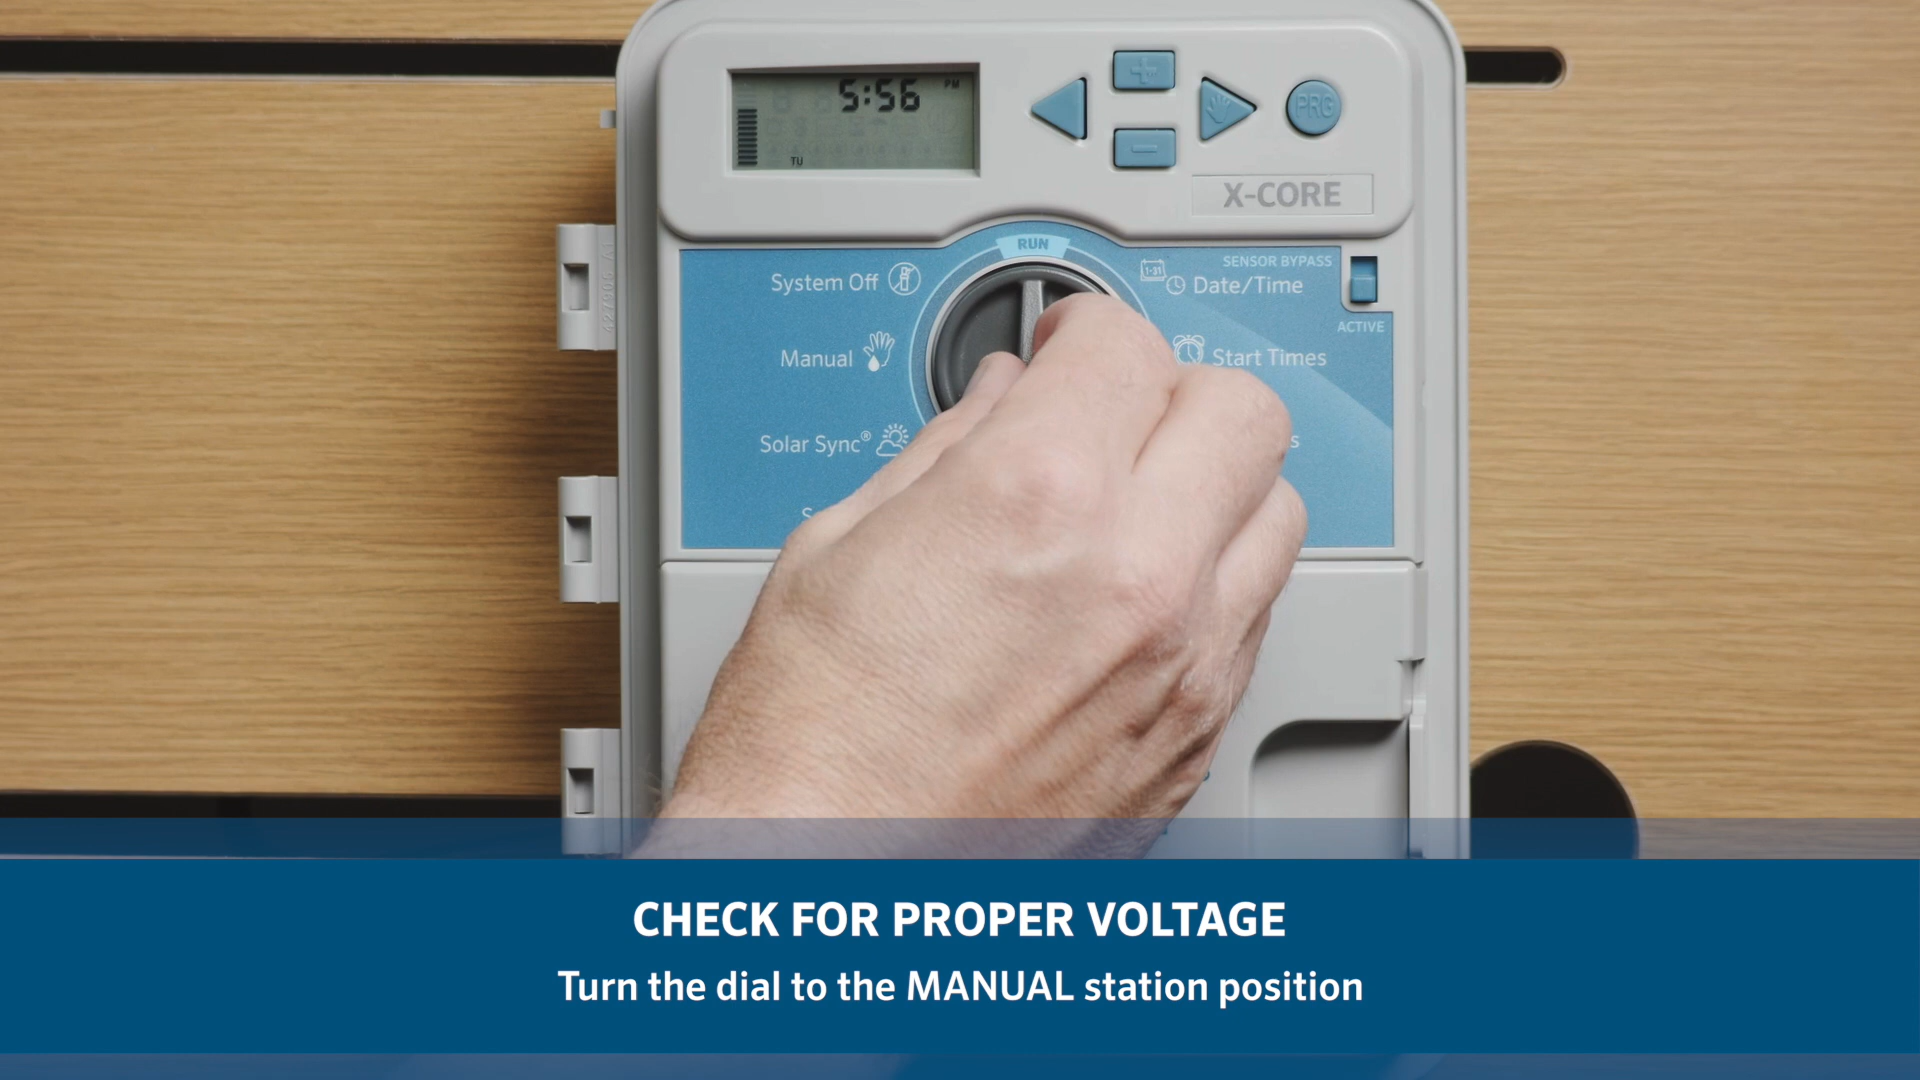 5:56 PM
TU
PRG
X-CORE
RUN
System Off
1-31
Date/Time
SENSOR BYPASS
ACTIVE
Manual
Start Times
Solar Sync®
CHECK FOR PROPER VOLTAGE
Turn the dial to the MANUAL station position